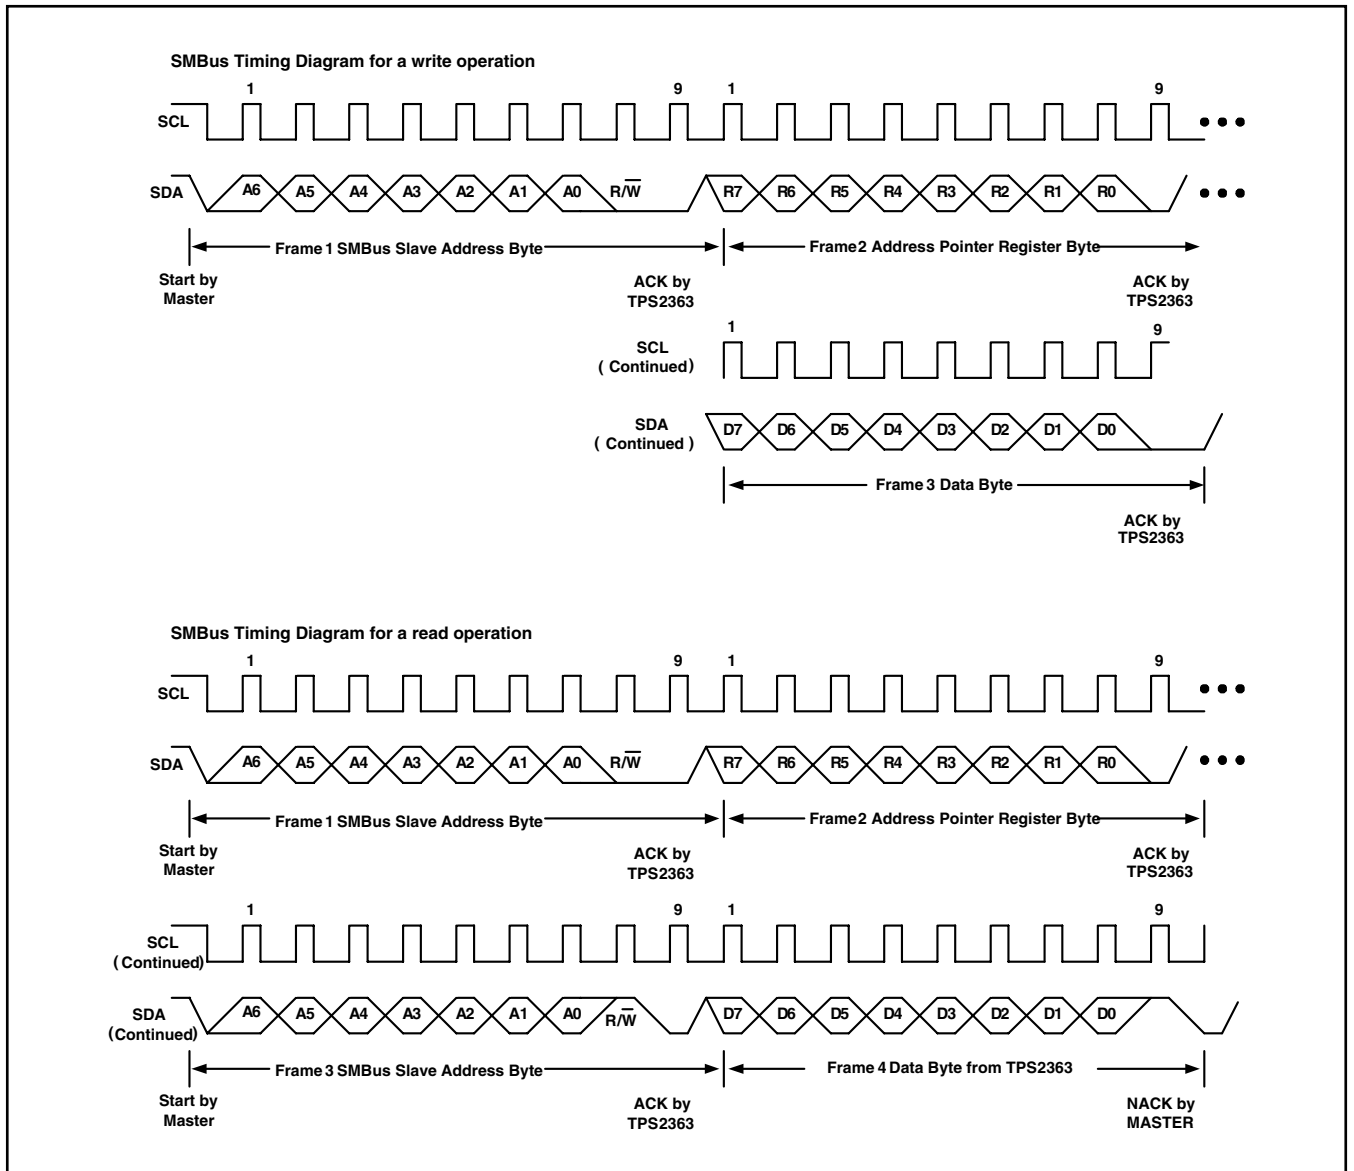 SMBus Timing Diagram for a write operation
1 9 1 9
SCL
SDA A6 A5 A4 A3 A2 A1 A0 R/W̅ R7 R6 R5 R4 R3 R2 R1 R0
Frame 1 SMBus Slave Address Byte Frame 2 Address Pointer Register Byte
Start by ACK by ACK by
Master TPS2363 TPS2363
1 9
SCL
( Continued)
SDA D7 D6 D5 D4 D3 D2 D1 D0
( Continued )
Frame 3 Data Byte
ACK by
TPS2363
SMBus Timing Diagram for a read operation
1 9 1 9
SCL
SDA A6 A5 A4 A3 A2 A1 A0 R/W̅ R7 R6 R5 R4 R3 R2 R1 R0
Frame 1 SMBus Slave Address Byte Frame 2 Address Pointer Register Byte
Start by ACK by ACK by
Master TPS2363 TPS2363
1 9 1 9
SCL
(Continued)
SDA A6 A5 A4 A3 A2 A1 A0 R/W̅ D7 D6 D5 D4 D3 D2 D1 D0
(Continued)
Frame 3 SMBus Slave Address Byte Frame 4 Data Byte from TPS2363
Start by ACK by NACK by
Master TPS2363 MASTER